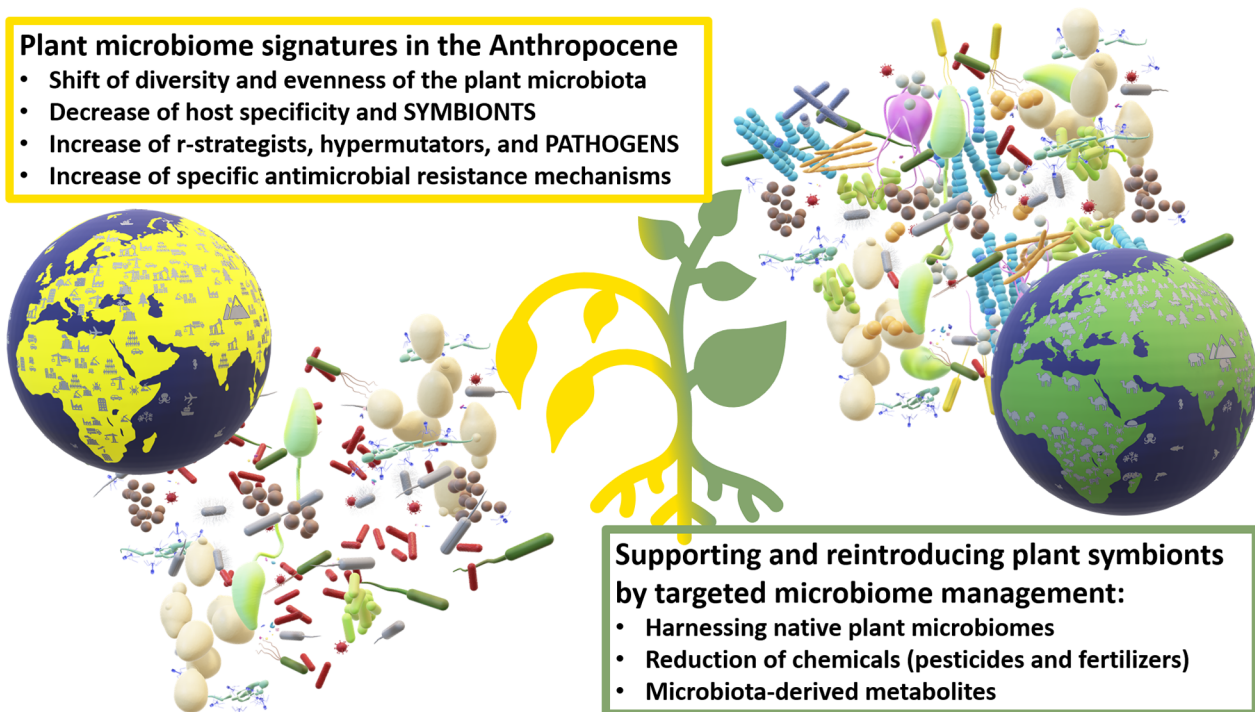 Plant microbiome signatures in the Anthropocene
• Shift of diversity and evenness of the plant microbiota
• Decrease of host specificity and SYMBIONTS
• Increase of r-strategists, hypermutators, and PATHOGENS
• Increase of specific antimicrobial resistance mechanisms
Supporting and reintroducing plant symbionts
by targeted microbiome management:
• Harnessing native plant microbiomes
• Reduction of chemicals (pesticides and fertilizers)
• Microbiota-derived metabolites